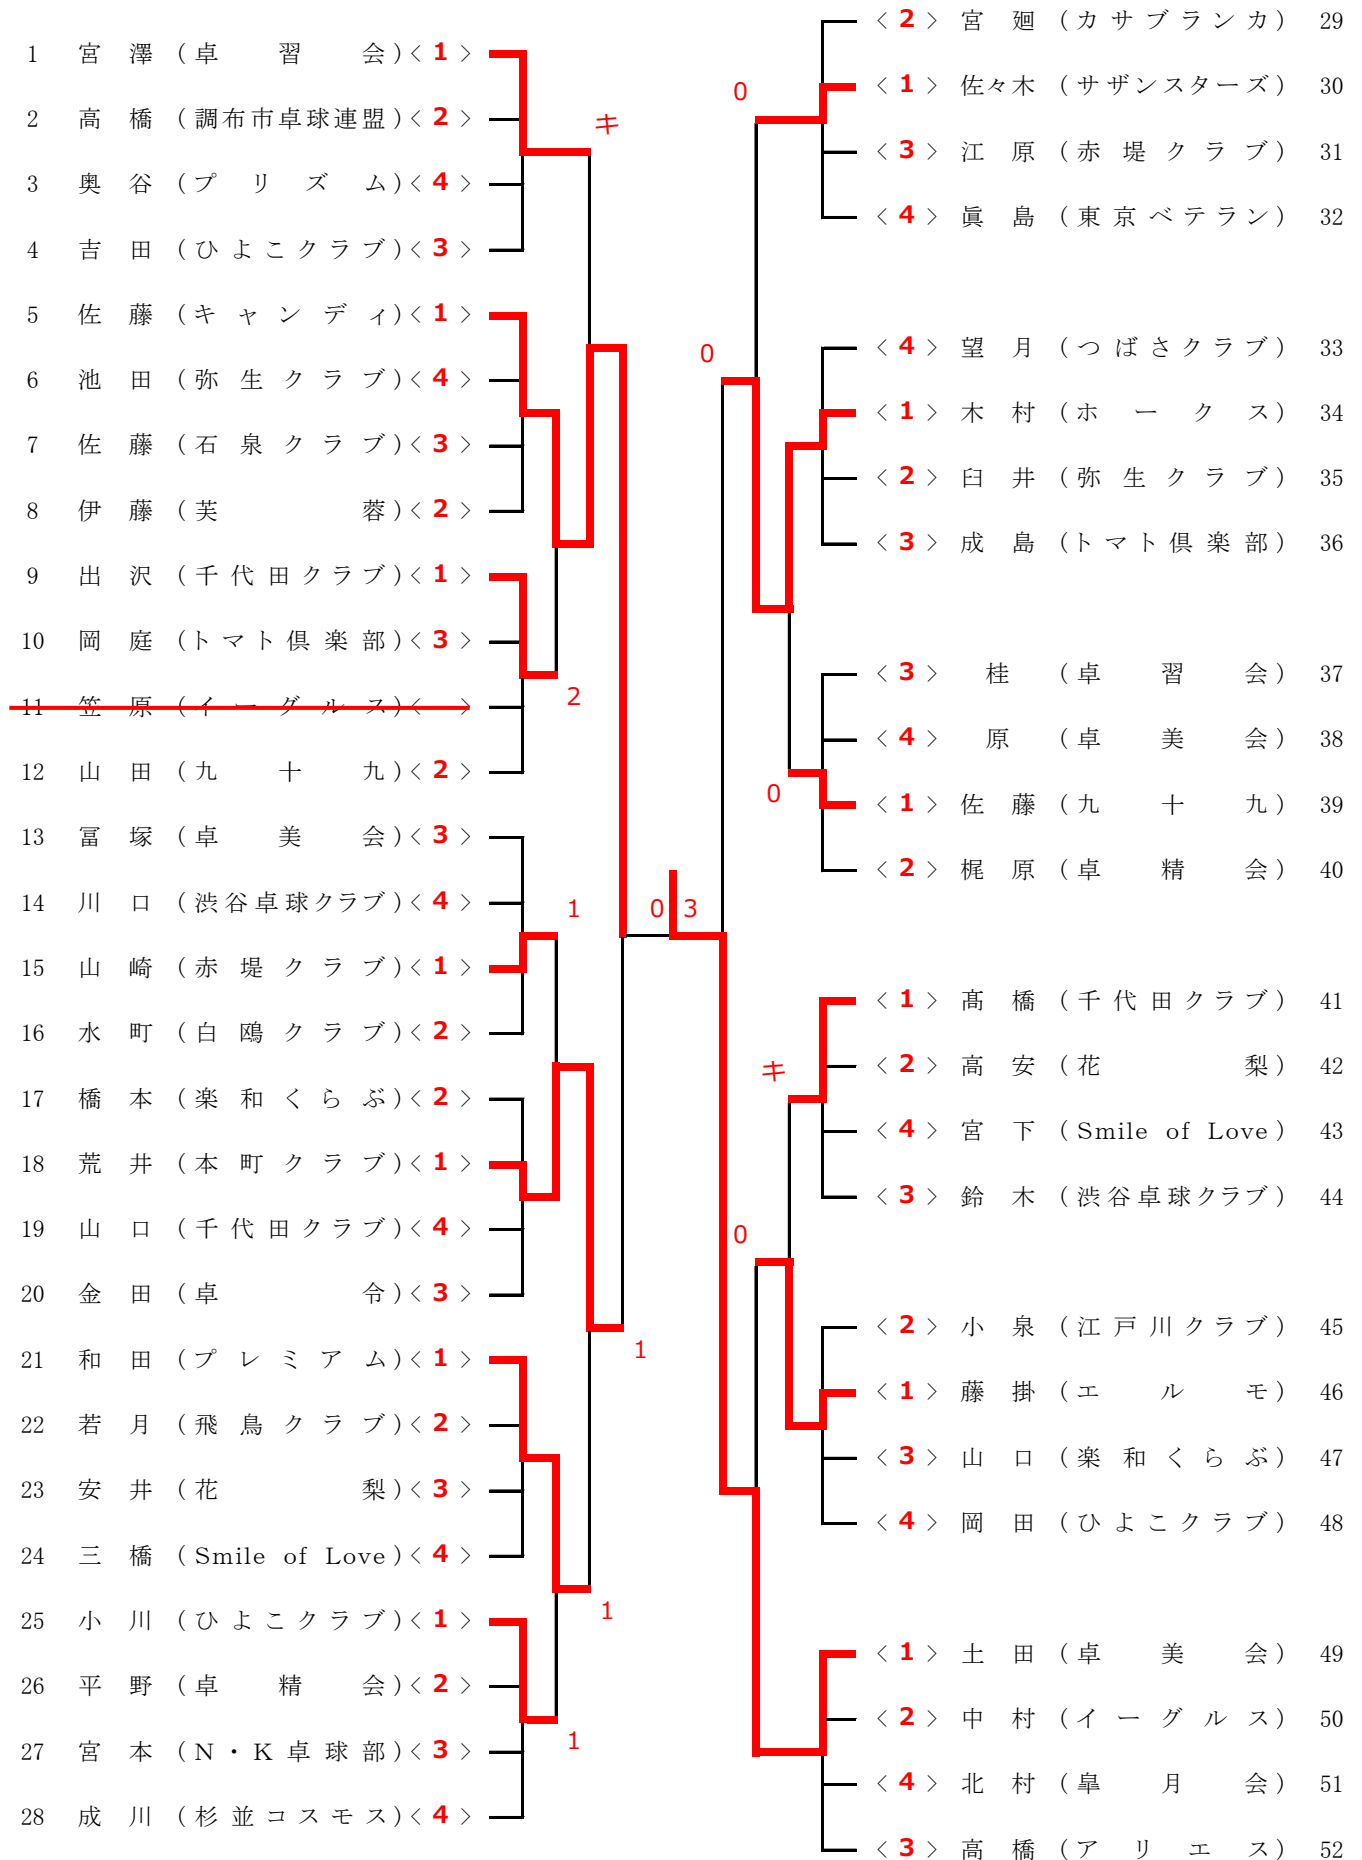 1 宮澤 (卓習会) < 1 >
2 高橋 (調布市卓球連盟) < 2 >
3 奥谷 (プリズム) < 4 >
4 吉田 (ひよこクラブ) < 3 >
5 佐藤 (キャンディ) < 1 >
6 池田 (弥生クラブ) < 4 >
7 佐藤 (石泉クラブ) < 3 >
8 伊藤 (芙蓉) < 2 >
9 出沢 (千代田クラブ) < 1 >
10 岡庭 (トマト倶楽部) < 3 >
11 笠原 (イーグルス) < >
12 山田 (九十九) < 2 >
13 冨塚 (卓美会) < 3 >
14 川口 (渋谷卓球クラブ) < 4 >
15 山崎 (赤堤クラブ) < 1 >
16 水町 (白鴎クラブ) < 2 >
17 橋本 (楽和くらぶ) < 2 >
18 荒井 (本町クラブ) < 1 >
19 山口 (千代田クラブ) < 4 >
20 金田 (卓令) < 3 >
21 和田 (プレミアム) < 1 >
22 若月 (飛鳥クラブ) < 2 >
23 安井 (花梨) < 3 >
24 三橋 (Smile of Love) < 4 >
25 小川 (ひよこクラブ) < 1 >
26 平野 (卓精会) < 2 >
27 宮本 (N・K卓球部) < 3 >
28 成川 (杉並コスモス) < 4 >
キ
2
1
1
1
1
0 3
0
0
0
キ
0
< 2 > 宮廻 (カサブランカ) 29
< 1 > 佐々木 (サザンスターズ) 30
< 3 > 江原 (赤堤クラブ) 31
< 4 > 眞島 (東京ベテラン) 32
< 4 > 望月 (つばさクラブ) 33
< 1 > 木村 (ホークス) 34
< 2 > 臼井 (弥生クラブ) 35
< 3 > 成島 (トマト倶楽部) 36
< 3 > 桂 (卓習会) 37
< 4 > 原 (卓美会) 38
< 1 > 佐藤 (九十九) 39
< 2 > 梶原 (卓精会) 40
< 1 > 髙橋 (千代田クラブ) 41
< 2 > 高安 (花梨) 42
< 4 > 宮下 (Smile of Love) 43
< 3 > 鈴木 (渋谷卓球クラブ) 44
< 2 > 小泉 (江戸川クラブ) 45
< 1 > 藤掛 (エルモ) 46
< 3 > 山口 (楽和くらぶ) 47
< 4 > 岡田 (ひよこクラブ) 48
< 1 > 土田 (卓美会) 49
< 2 > 中村 (イーグルス) 50
< 4 > 北村 (皐月会) 51
< 3 > 高橋 (アリエス) 52